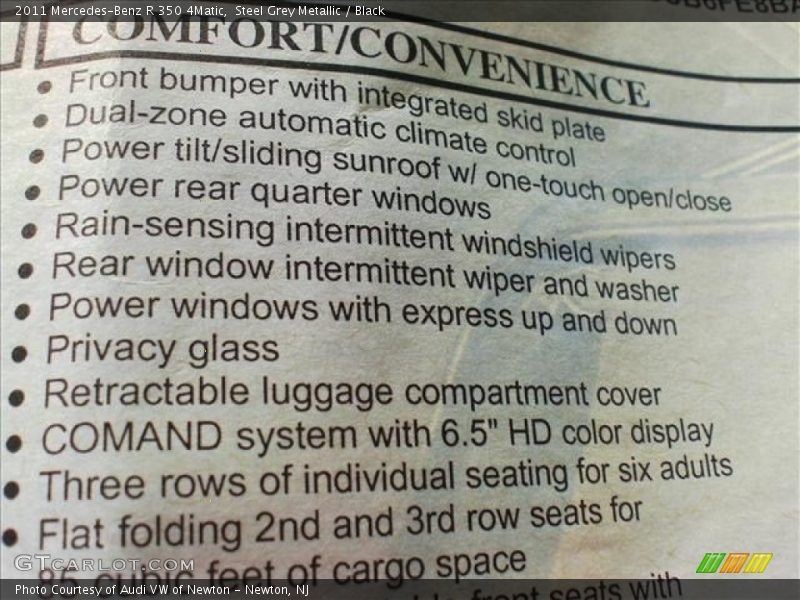 2011 Mercedes-Benz R 350 4Matic, Steel Grey Metallic / Black
COMFORT/CONVENIENCE
• Front bumper with integrated skid plate
• Dual-zone automatic climate control
• Power tilt/sliding sunroof w/ one-touch open/close
• Power rear quarter windows
• Rain-sensing intermittent windshield wipers
• Rear window intermittent wiper and washer
• Power windows with express up and down
• Privacy glass
• Retractable luggage compartment cover
• COMAND system with 6.5" HD color display
• Three rows of individual seating for six adults
• Flat folding 2nd and 3rd row seats for
85 cubic feet of cargo space
front seats with
GTCARLOT.COM
Photo Courtesy of Audi VW of Newton - Newton, NJ